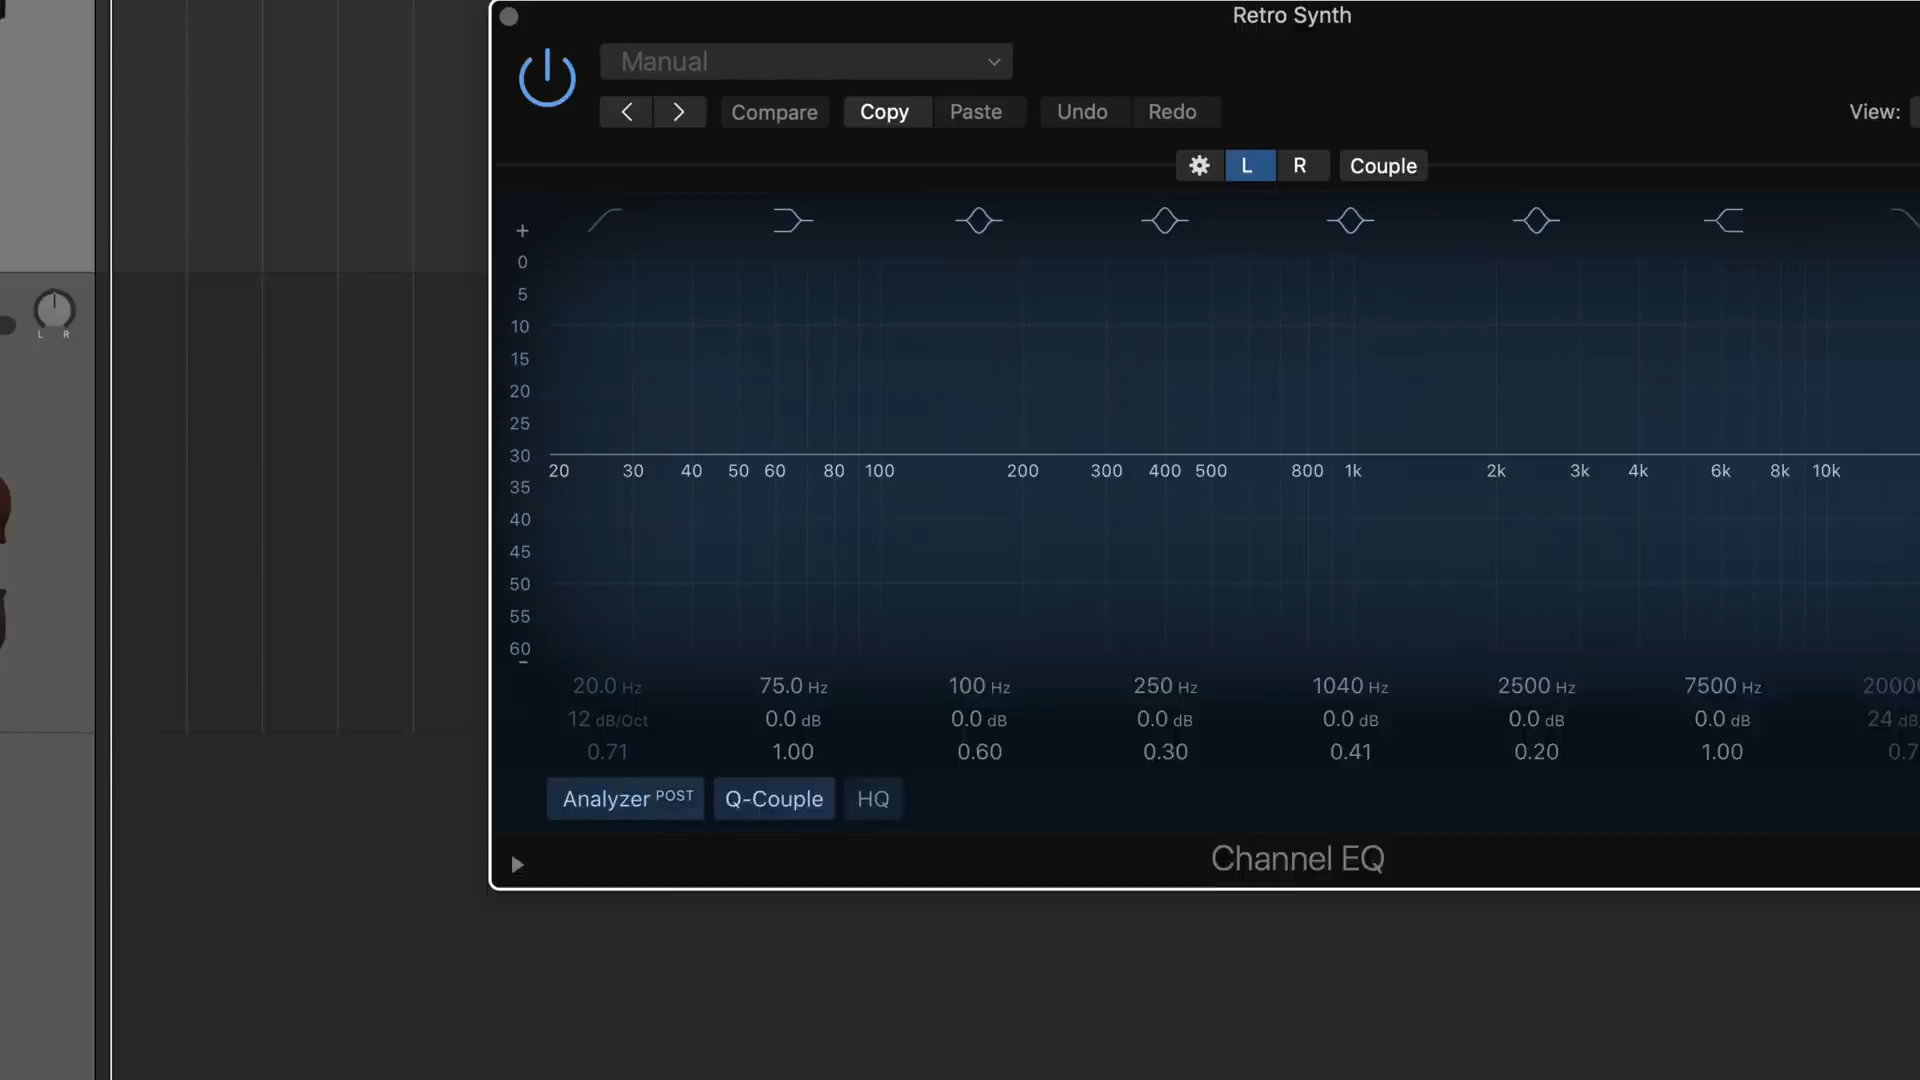 Retro Synth
Manual
Compare Copy Paste Undo Redo View:
L R Couple
+
0
5
10
15
20
25
30
35
40
45
50
55
60
-
20 30 40 50 60 80 100 200 300 400 500 800 1k 2k 3k 4k 6k 8k 10k
20.0 Hz 75.0 Hz 100 Hz 250 Hz 1040 Hz 2500 Hz 7500 Hz 2000
12 dB/Oct 0.0 dB 0.0 dB 0.0 dB 0.0 dB 0.0 dB 0.0 dB 24 dB
0.71 1.00 0.60 0.30 0.41 0.20 1.00 0.7
Analyzer POST Q-Couple HQ
Channel EQ
L R